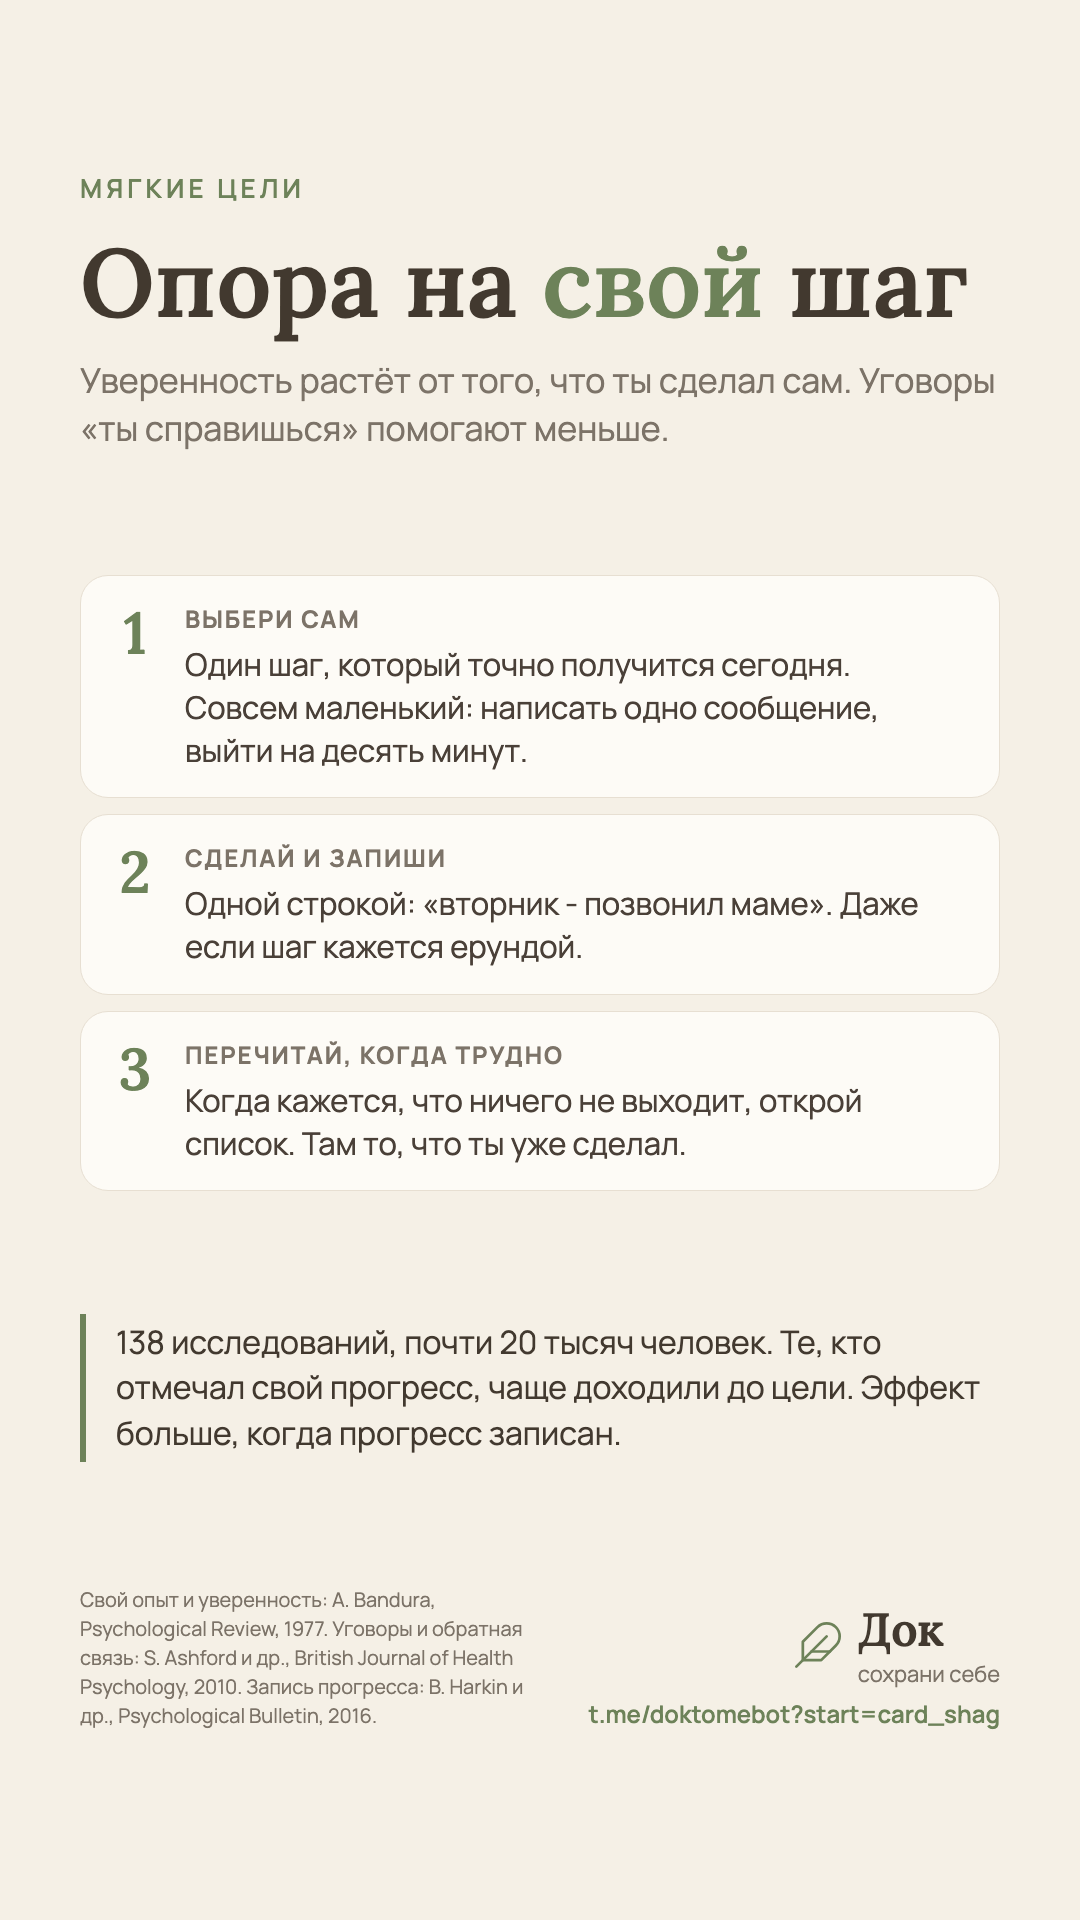 МЯГКИЕ ЦЕЛИ
Опора на свой шаг
Уверенность растёт от того, что ты сделал сам. Уговоры
«ты справишься» помогают меньше.
1
ВЫБЕРИ САМ
Один шаг, который точно получится сегодня.
Совсем маленький: написать одно сообщение,
выйти на десять минут.
2
СДЕЛАЙ И ЗАПИШИ
Одной строкой: «вторник - позвонил маме». Даже
если шаг кажется ерундой.
3
ПЕРЕЧИТАЙ, КОГДА ТРУДНО
Когда кажется, что ничего не выходит, открой
список. Там то, что ты уже сделал.
138 исследований, почти 20 тысяч человек. Те, кто
отмечал свой прогресс, чаще доходили до цели. Эффект
больше, когда прогресс записан.
Свой опыт и уверенность: A. Bandura,
Psychological Review, 1977. Уговоры и обратная
связь: S. Ashford и др., British Journal of Health
Psychology, 2010. Запись прогресса: B. Harkin и
др., Psychological Bulletin, 2016.
Док
сохрани себе
t.me/doktomebot?start=card_shag